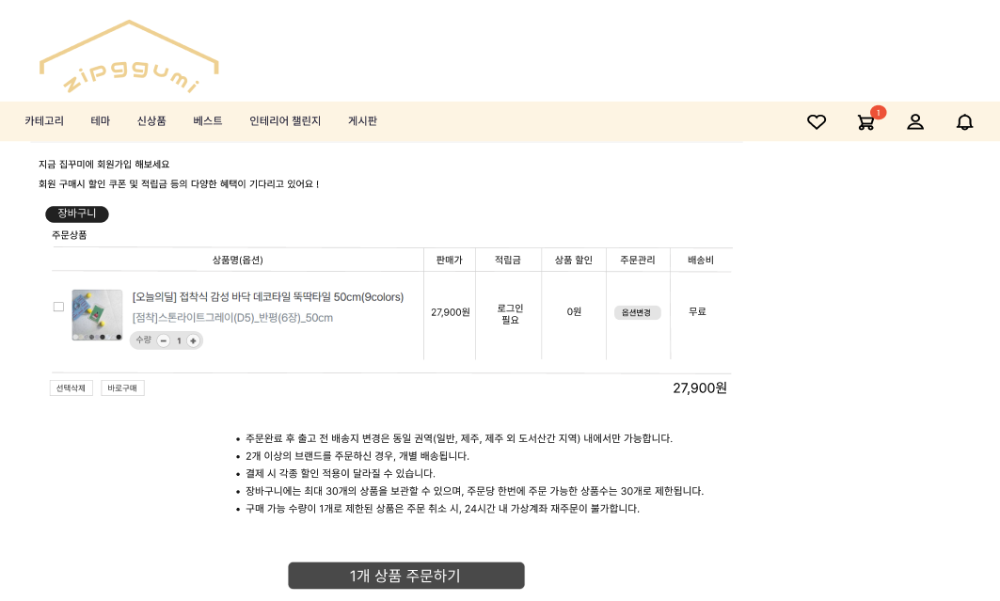 zipggumi
카테고리 테마 신상품 베스트 인테리어 챌린지 게시판 1
지금 집꾸미에 회원가입 해보세요
회원 구매시 할인 쿠폰 및 적립금 등의 다양한 혜택이 기다리고 있어요 !
장바구니
주문상품
상품명(옵션) 판매가 적립금 상품 할인 주문관리 배송비
[오늘의딜] 접착식 감성 바닥 데코타일 뚝딱타일 50cm(9colors)
[점착]스톤라이트그레이(D5)_반평(6장)_50cm
수량 - 1 +
27,900원
로그인
필요
0원
옵션변경
무료
선택삭제 바로구매 27,900원
• 주문완료 후 출고 전 배송지 변경은 동일 권역(일반, 제주, 제주 외 도서산간 지역) 내에서만 가능합니다.
• 2개 이상의 브랜드를 주문하신 경우, 개별 배송됩니다.
• 결제 시 각종 할인 적용이 달라질 수 있습니다.
• 장바구니에는 최대 30개의 상품을 보관할 수 있으며, 주문당 한번에 주문 가능한 상품수는 30개로 제한됩니다.
• 구매 가능 수량이 1개로 제한된 상품은 주문 취소 시, 24시간 내 가상계좌 재주문이 불가합니다.
1개 상품 주문하기